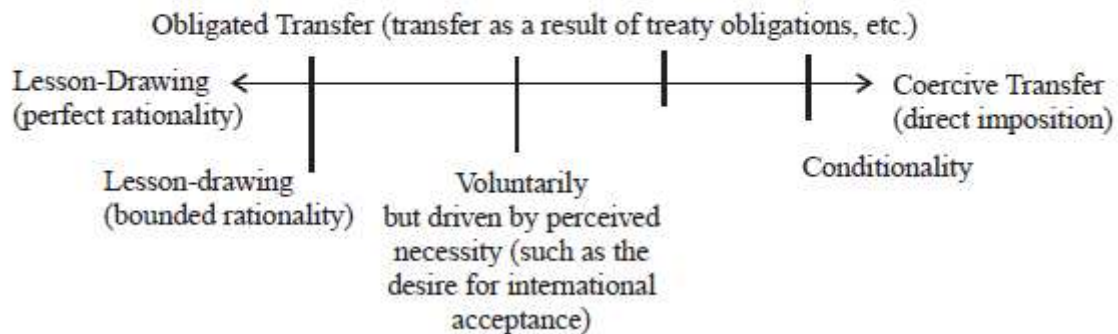 Obligated Transfer (transfer as a result of treaty obligations, etc.)
Lesson-Drawing
(perfect rationality)
Coercive Transfer
(direct imposition)
Lesson-drawing
(bounded rationality)
Voluntarily
but driven by perceived
necessity (such as the
desire for international
acceptance)
Conditionality